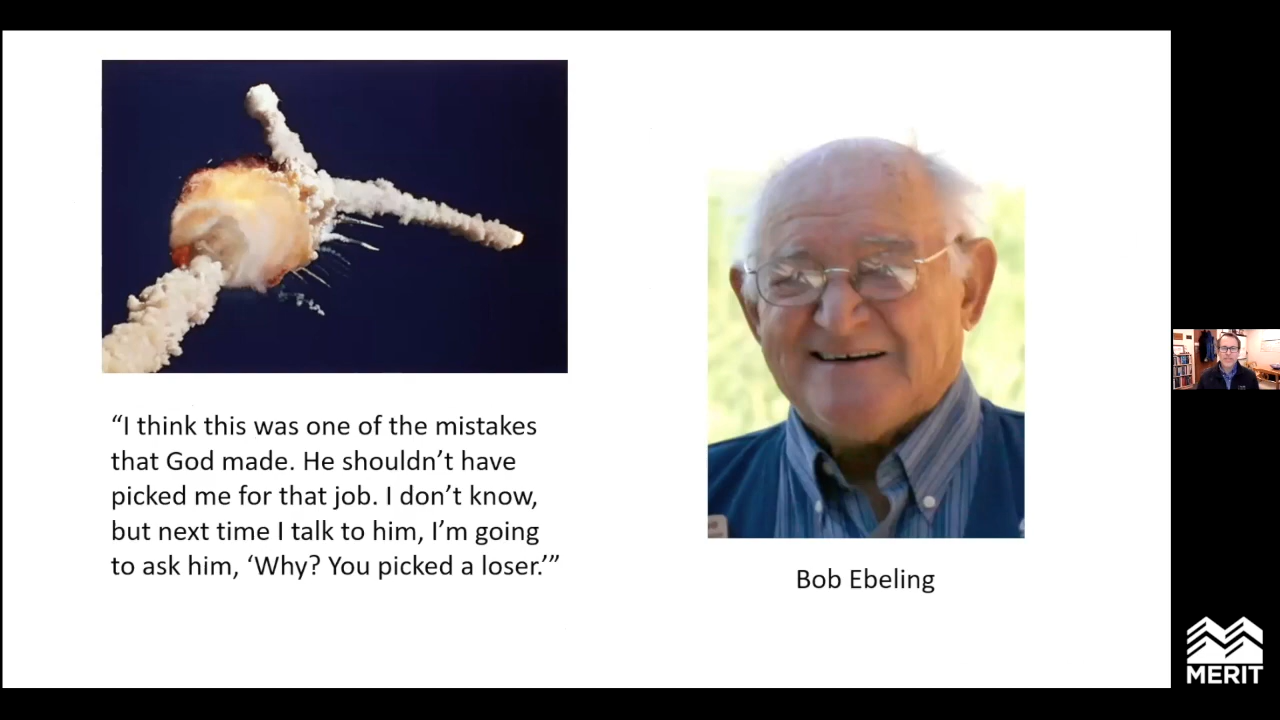 “I think this was one of the mistakes
that God made. He shouldn’t have
picked me for that job. I don’t know,
but next time I talk to him, I’m going
to ask him, ‘Why? You picked a loser.’”
Bob Ebeling
MERIT